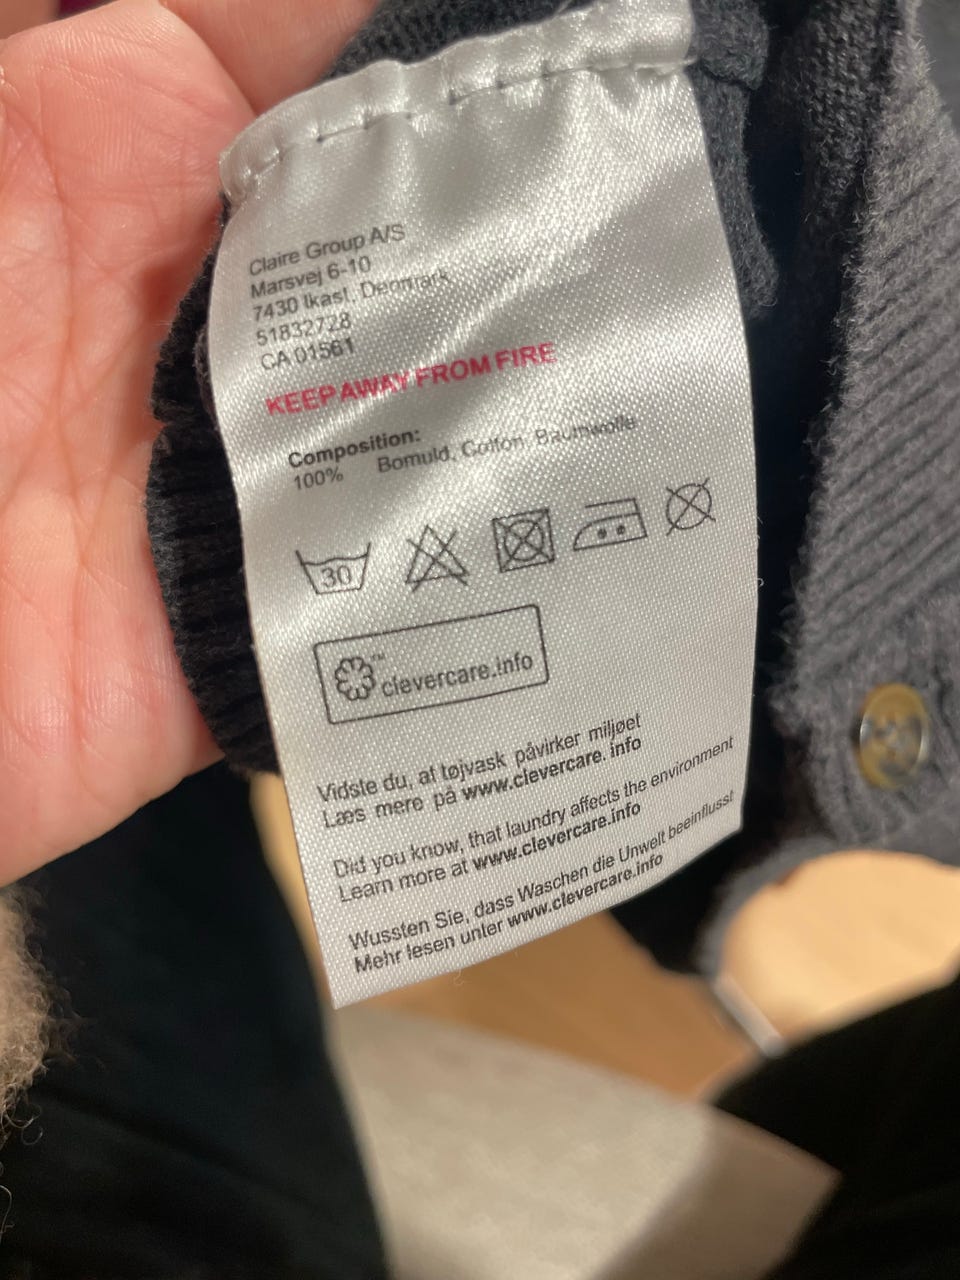 Claire Group A/S
Marsvej 6-10
7430 Ikast, Denmark
51832728
CA 01561
KEEP AWAY FROM FIRE
Composition:
100% Bomuld, Cotton, Baumwolle
30
clevercare.info
Vidste du, at tøjvask påvirker miljøet
Læs mere på www.clevercare. info
Did you know, that laundry affects the environment
Learn more at www.clevercare.info
Wussten Sie, dass Waschen die Unwelt beeinflusst
Mehr lesen unter www.clevercare.info